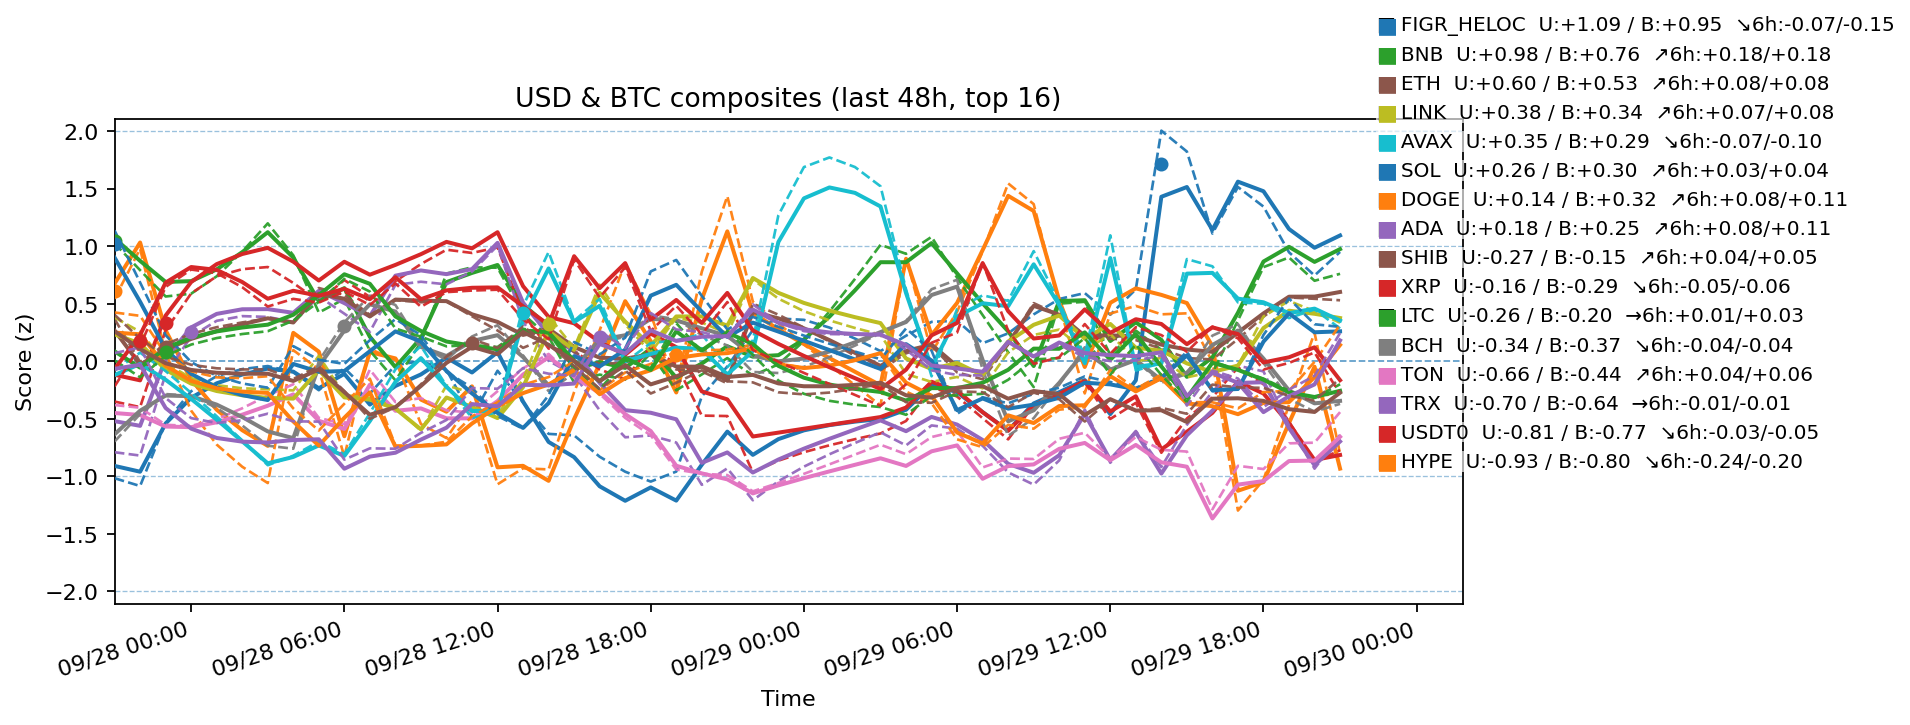 FIGR_HELOC U:+1.09 / B:+0.95 ↘6h:-0.07/-0.15
BNB U:+0.98 / B:+0.76 ↗6h:+0.18/+0.18
ETH U:+0.60 / B:+0.53 ↗6h:+0.08/+0.08
LINK U:+0.38 / B:+0.34 ↗6h:+0.07/+0.08
AVAX U:+0.35 / B:+0.29 ↘6h:-0.07/-0.10
SOL U:+0.26 / B:+0.30 ↗6h:+0.03/+0.04
DOGE U:+0.14 / B:+0.32 ↗6h:+0.08/+0.11
ADA U:+0.18 / B:+0.25 ↗6h:+0.08/+0.11
SHIB U:-0.27 / B:-0.15 ↗6h:+0.04/+0.05
XRP U:-0.16 / B:-0.29 ↘6h:-0.05/-0.06
LTC U:-0.26 / B:-0.20 →6h:+0.01/+0.03
BCH U:-0.34 / B:-0.37 ↘6h:-0.04/-0.04
TON U:-0.66 / B:-0.44 ↗6h:+0.04/+0.06
TRX U:-0.70 / B:-0.64 →6h:-0.01/-0.01
USDT0 U:-0.81 / B:-0.77 ↘6h:-0.03/-0.05
HYPE U:-0.93 / B:-0.80 ↘6h:-0.24/-0.20
USD & BTC composites (last 48h, top 16)
Score (z)
2.0
1.5
1.0
0.5
0.0
−0.5
−1.0
−1.5
−2.0
09/28 00:00
09/28 06:00
09/28 12:00
09/28 18:00
09/29 00:00
09/29 06:00
09/29 12:00
09/29 18:00
09/30 00:00
Time